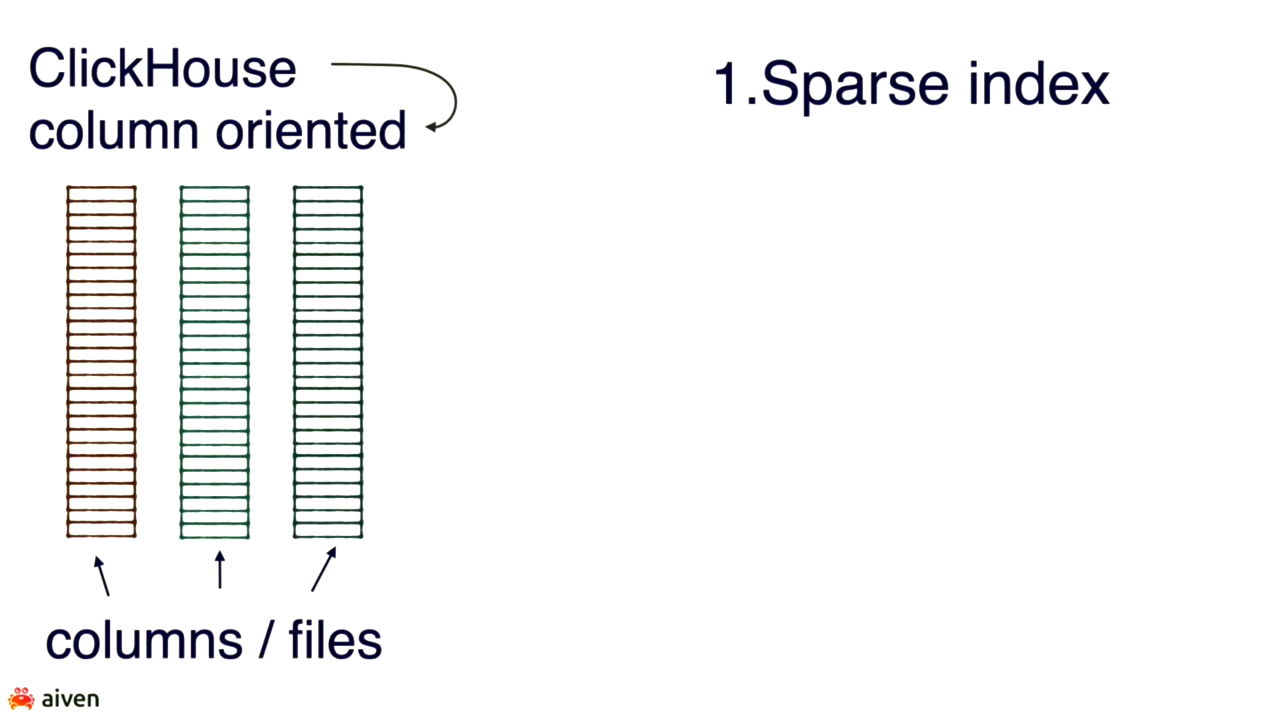 ClickHouse
column oriented
1.Sparse index
columns / files
aiven